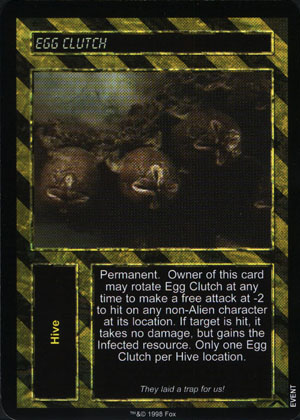 EGG CLUTCH
Hive
Permanent. Owner of this card
may rotate Egg Clutch at any
time to make a free attack at -2
to hit on any non-Alien character
at its location. If target is hit, it
takes no damage, but gains the
Infected resource. Only one Egg
Clutch per Hive location.
They laid a trap for us!
EVENT
™&© 1998 Fox